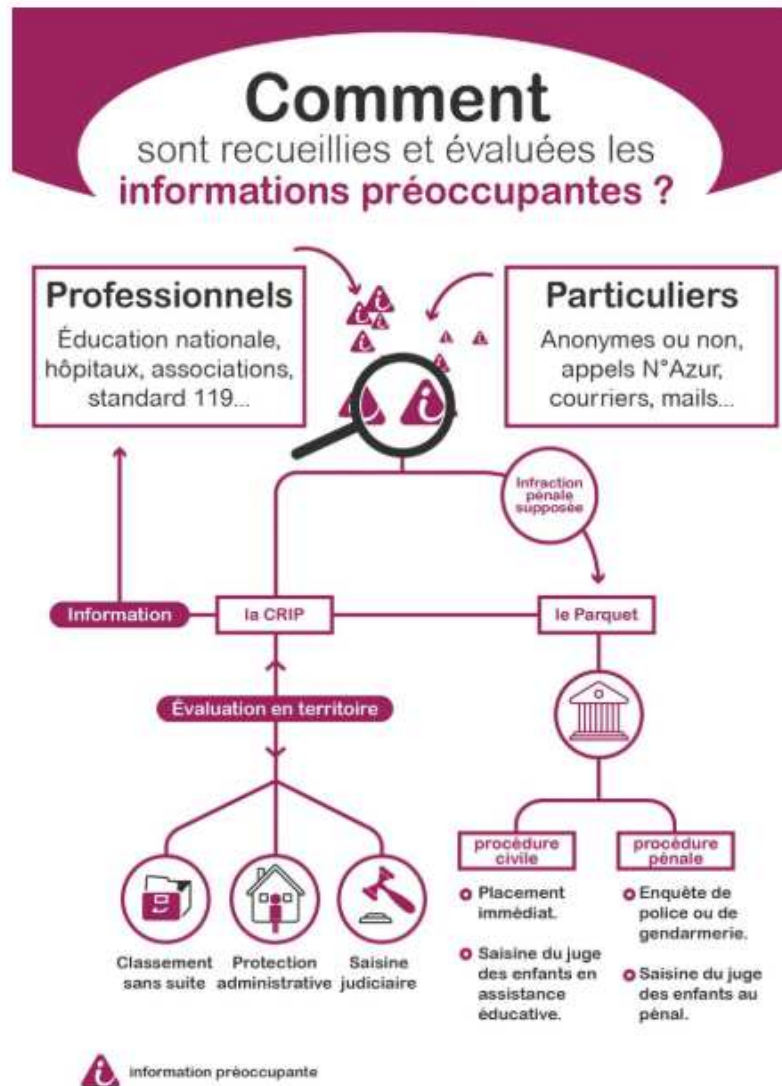 Comment
sont recueillies et évaluées les
informations préoccupantes ?
Professionnels
Éducation nationale,
hôpitaux, associations,
standard 119...
Particuliers
Anonymes ou non,
appels N°Azur,
courriers, mails...
Infraction
pénale
supposée
Information
la CRIP
le Parquet
Évaluation en territoire
Classement
sans suite
Protection
administrative
Saisine
judiciaire
procédure
civile
Placement
immédiat.
Saisine du juge
des enfants en
assistance
éducative.
procédure
pénale
Enquête de
police ou de
gendarmerie.
Saisine du juge
des enfants au
pénal.
information préoccupante